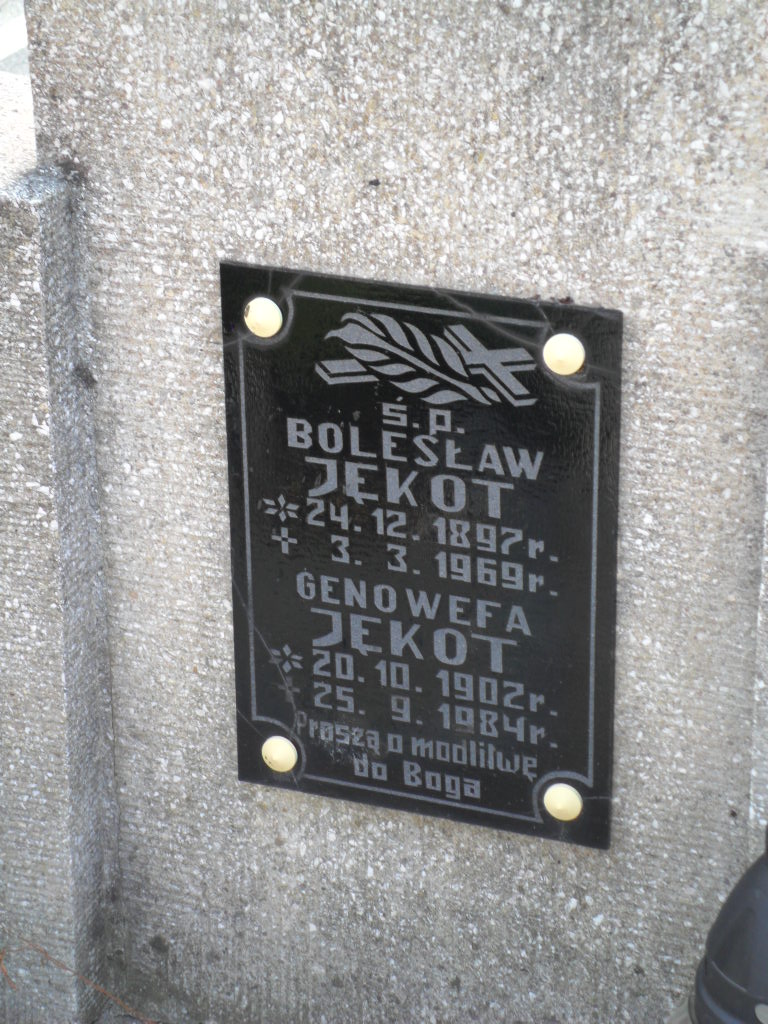 ś.p.
BOLESŁAW
JĘKOT
* 24. 12. 1897r.
+ 3. 3. 1969r.
GENOWEFA
JĘKOT
* 20. 10. 1902r.
+ 25. 9. 1984r.
Proszą o modlitwę
do Boga